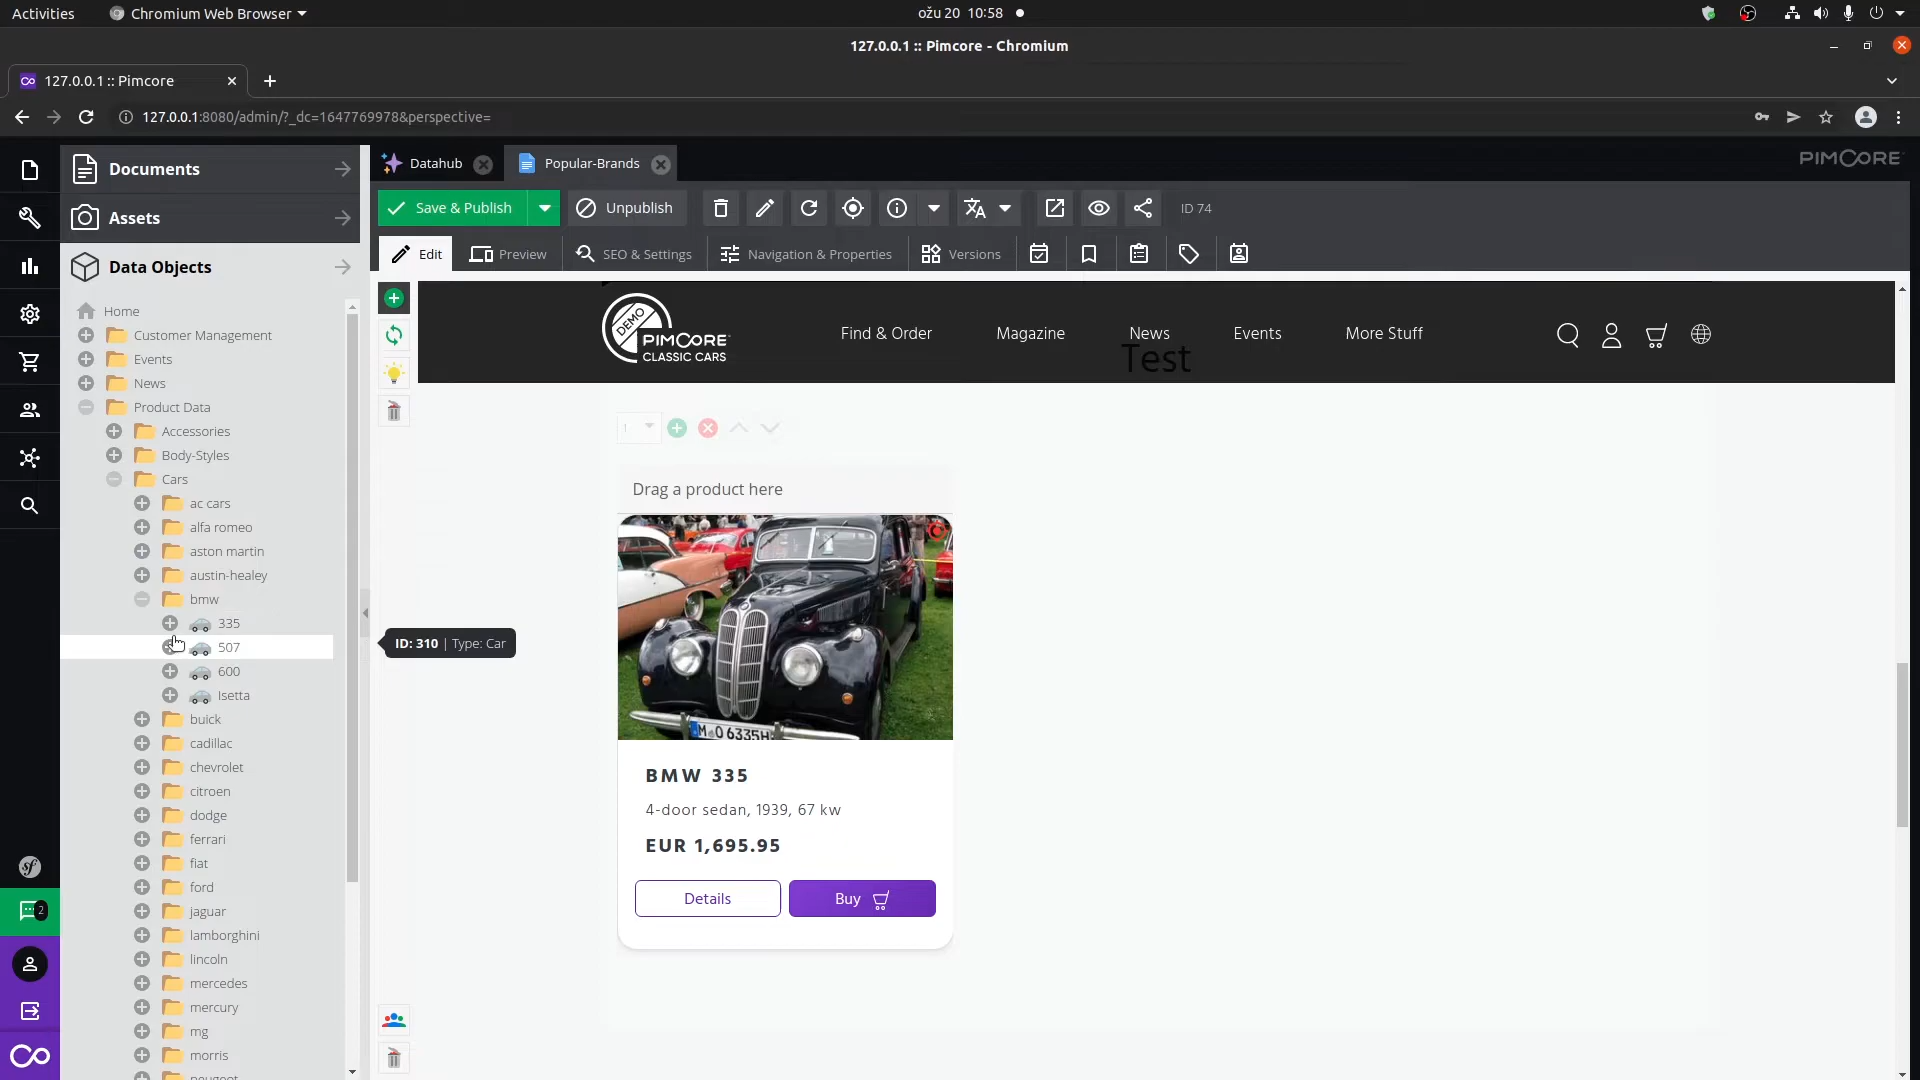 Activities
Chromium Web Browser
ožu 20 10:58
127.0.0.1 :: Pimcore - Chromium
127.0.0.1 :: Pimcore
127.0.0.1:8080/admin/?_dc=1647769978&perspective=
Documents
Assets
Data Objects
Home
Customer Management
Events
News
Product Data
Accessories
Body-Styles
Cars
ac cars
alfa romeo
aston martin
austin-healey
bmw
335
507
600
Isetta
buick
cadillac
chevrolet
citroen
dodge
ferrari
fiat
ford
jaguar
lamborghini
lincoln
mercedes
mercury
mg
morris
peugeot
2
Datahub
Popular-Brands
PIMCORE
Save & Publish
Unpublish
ID 74
Edit
Preview
SEO & Settings
Navigation & Properties
Versions
DEMO
PIMCORE
CLASSIC CARS
Find & Order
Magazine
News
Events
More Stuff
Test
1
Drag a product here
ID: 310 | Type: Car
M·O 6335H
BMW 335
4-door sedan, 1939, 67 kw
EUR 1,695.95
Details
Buy